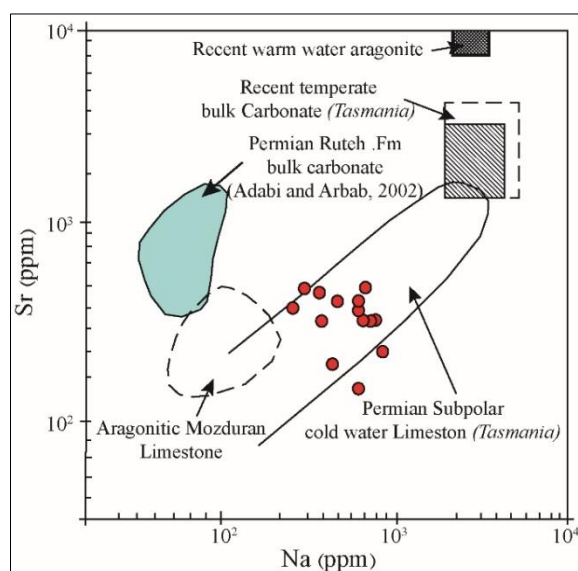 10⁴
Recent warm water aragonite
Recent temperate
bulk Carbonate (Tasmania)
Permian Rutch .Fm
bulk carbonate
(Adabi and Arbab, 2002)
10³
Sr (ppm)
10²
Aragonitic Mozduran
Limestone
Permian Subpolar
cold water Limeston (Tasmania)
10²
10³
10⁴
Na (ppm)